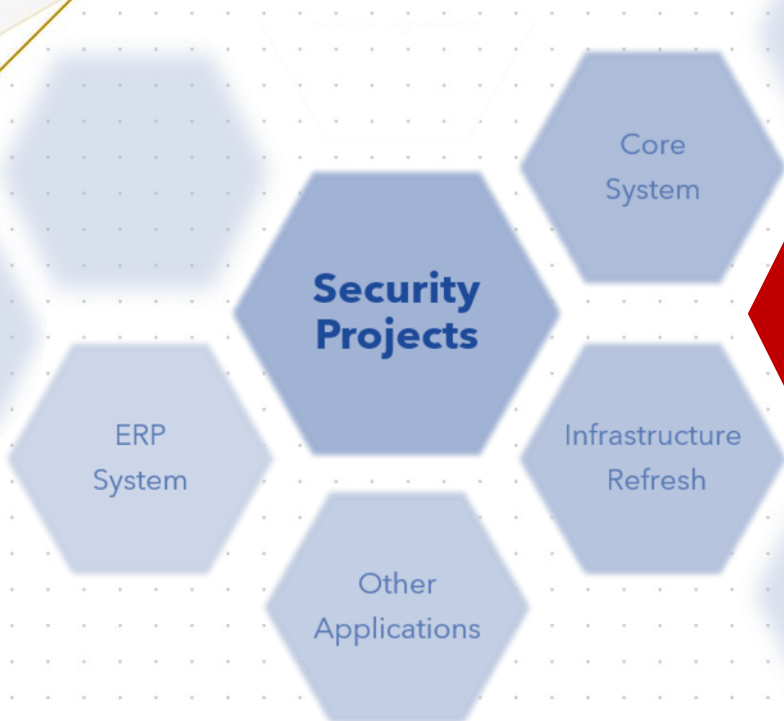 Core
System
Security
Projects
ERP
System
Infrastructure
Refresh
Other
Applications